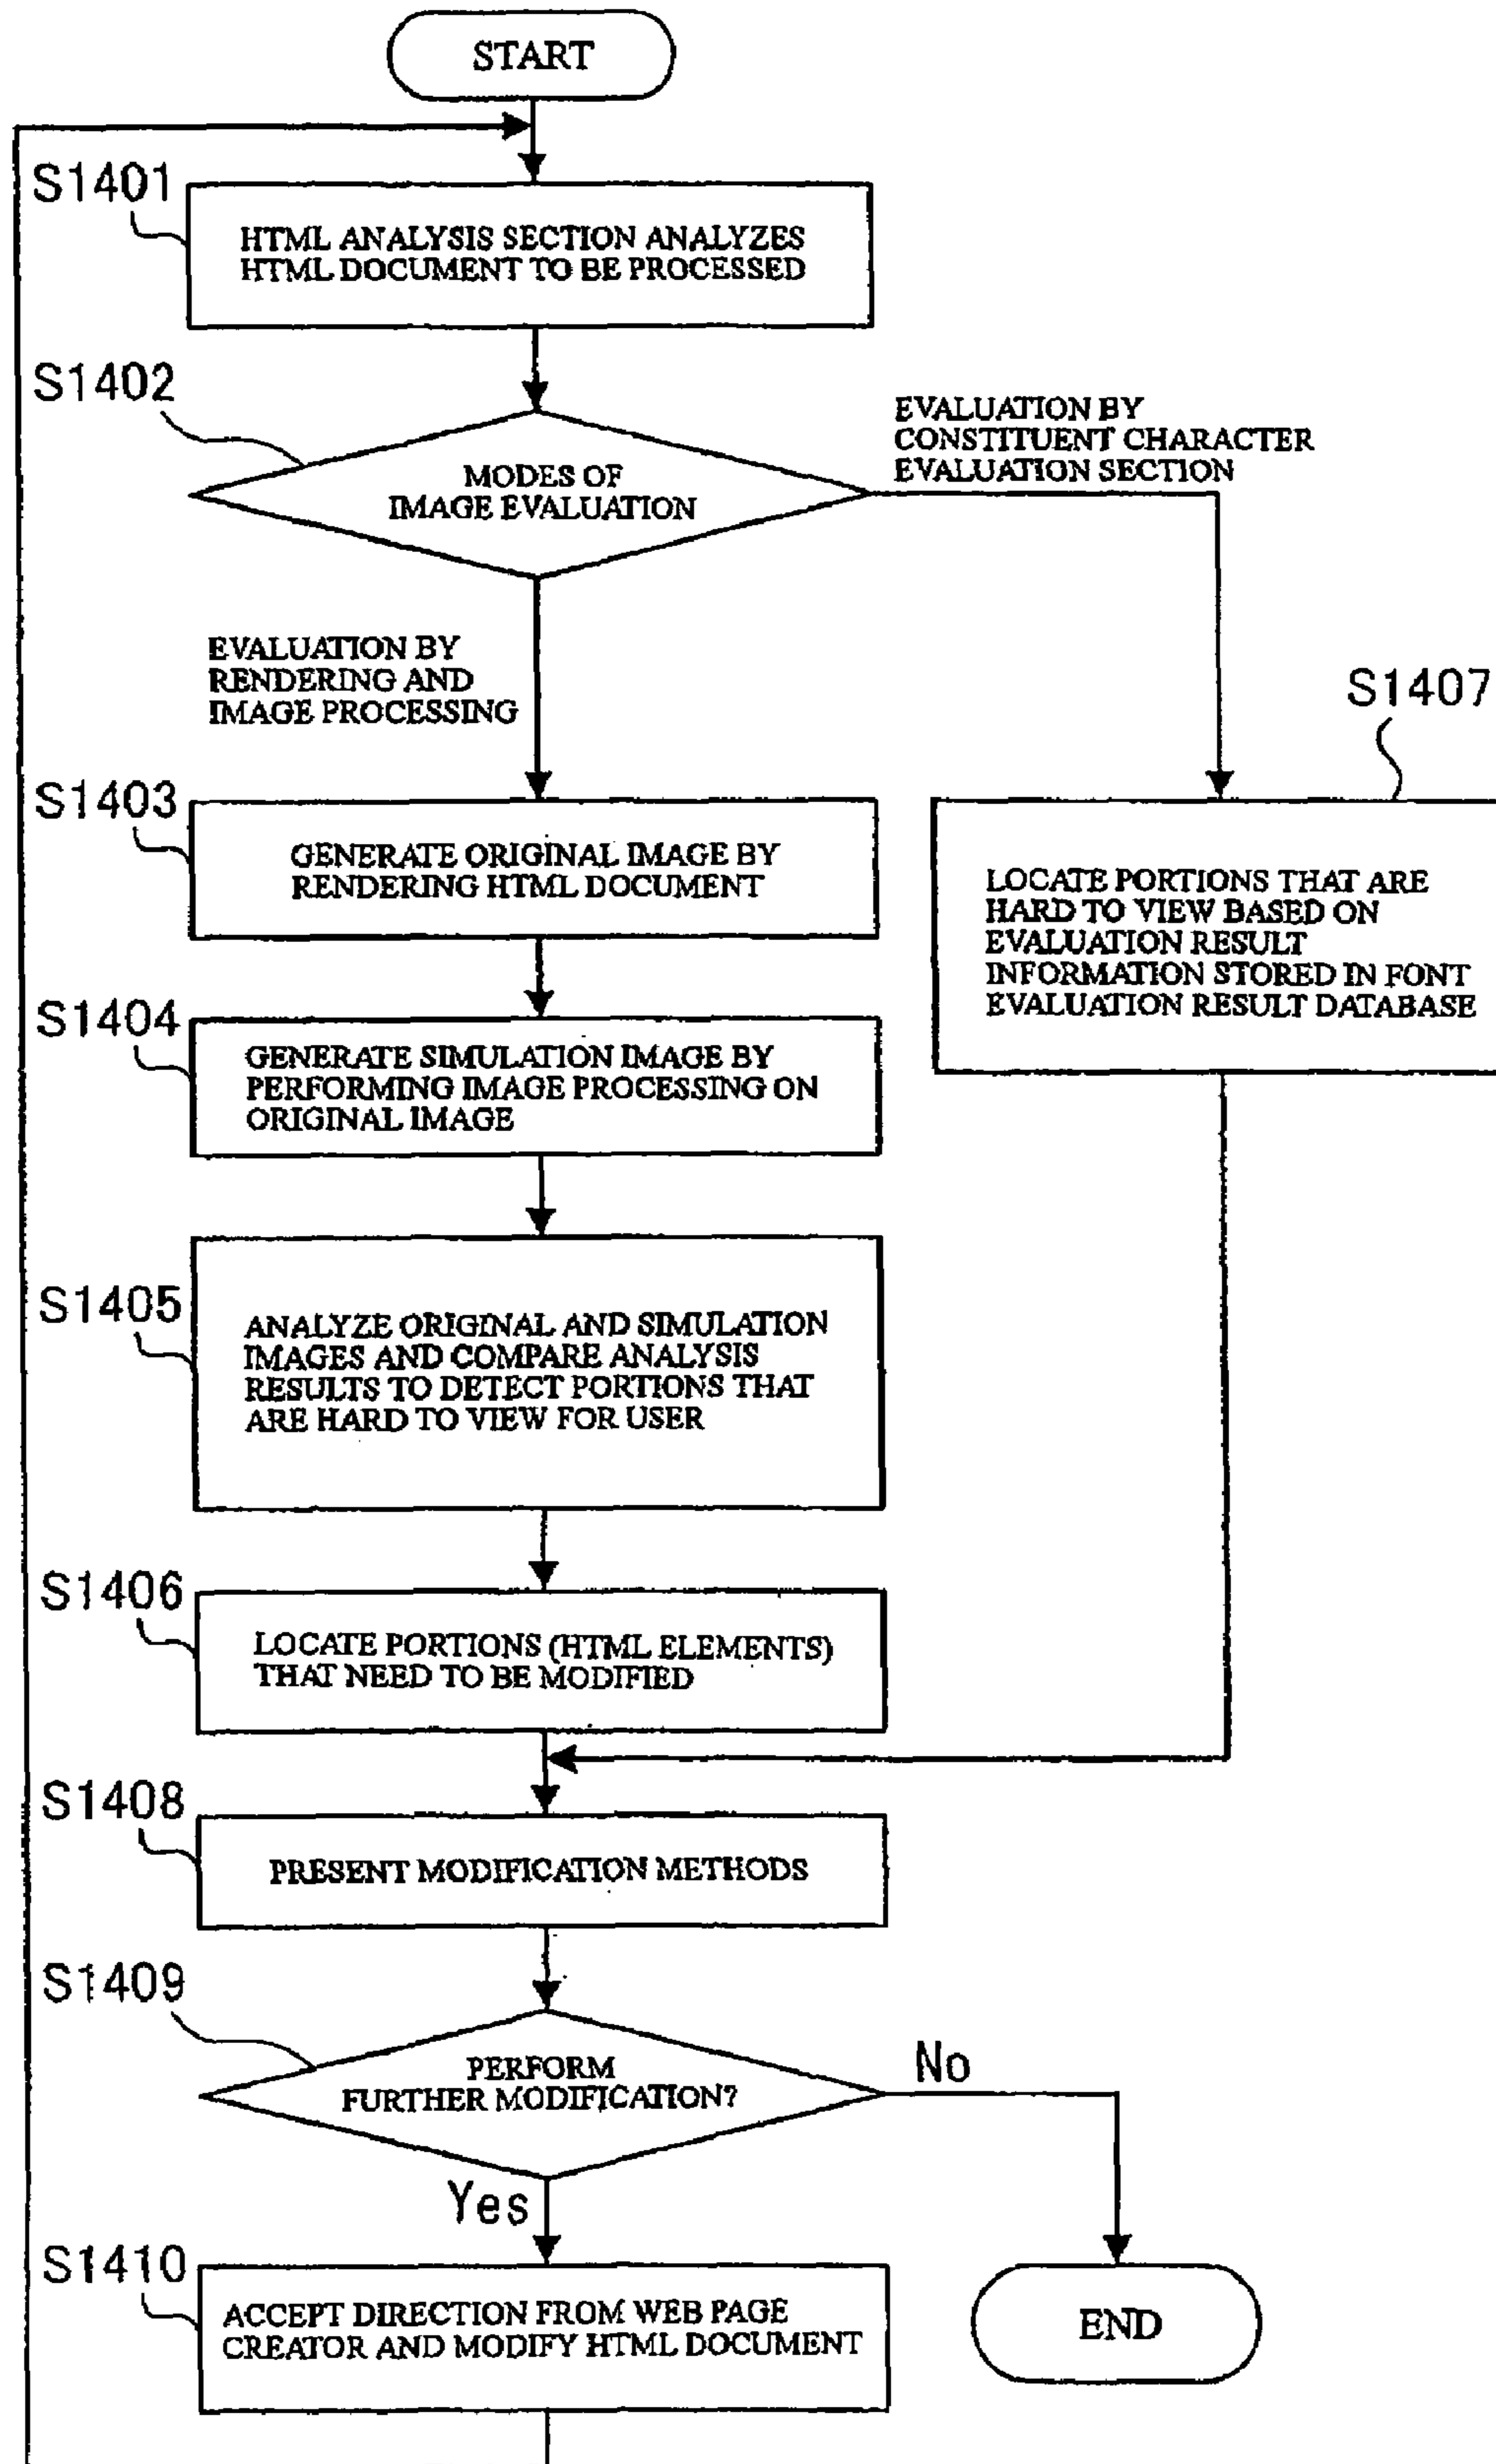 START
S1401
HTML ANALYSIS SECTION ANALYZES
HTML DOCUMENT TO BE PROCESSED
S1402
MODES OF
IMAGE EVALUATION
EVALUATION BY
CONSTITUENT CHARACTER
EVALUATION SECTION
EVALUATION BY
RENDERING AND
IMAGE PROCESSING
S1403
GENERATE ORIGINAL IMAGE BY
RENDERING HTML DOCUMENT
S1407
LOCATE PORTIONS THAT ARE
HARD TO VIEW BASED ON
EVALUATION RESULT
INFORMATION STORED IN FONT
EVALUATION RESULT DATABASE
S1404
GENERATE SIMULATION IMAGE BY
PERFORMING IMAGE PROCESSING ON
ORIGINAL IMAGE
S1405
ANALYZE ORIGINAL AND SIMULATION
IMAGES AND COMPARE ANALYSIS
RESULTS TO DETECT PORTIONS THAT
ARE HARD TO VIEW FOR USER
S1406
LOCATE PORTIONS (HTML ELEMENTS)
THAT NEED TO BE MODIFIED
S1408
PRESENT MODIFICATION METHODS
S1409
PERFORM
FURTHER MODIFICATION?
No
Yes
S1410
ACCEPT DIRECTION FROM WEB PAGE
CREATOR AND MODIFY HTML DOCUMENT
END